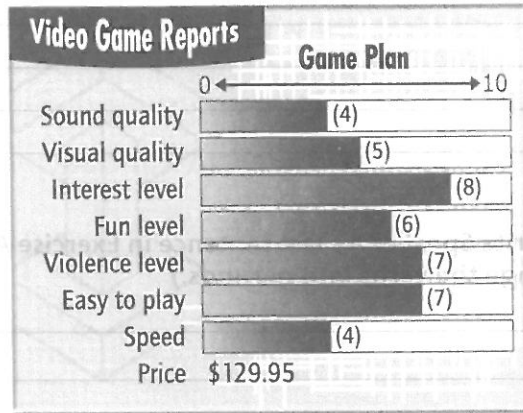 Video Game Reports
Game Plan
0 10
Sound quality (4)
Visual quality (5)
Interest level (8)
Fun level (6)
Violence level (7)
Easy to play (7)
Speed (4)
Price $129.95